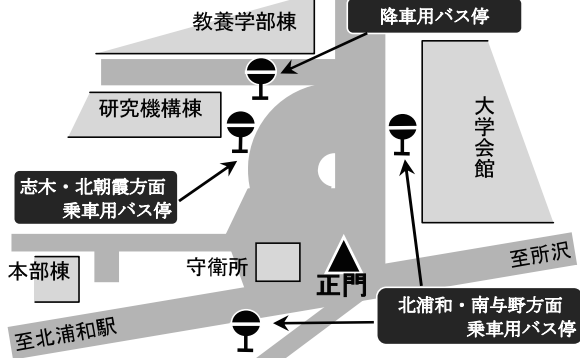 教養学部棟
降車用バス停
研究機構棟
大学会館
志木・北朝霞方面
乗車用バス停
本部棟
守衛所
正門
至所沢
北浦和・南与野方面
乗車用バス停
至北浦和駅